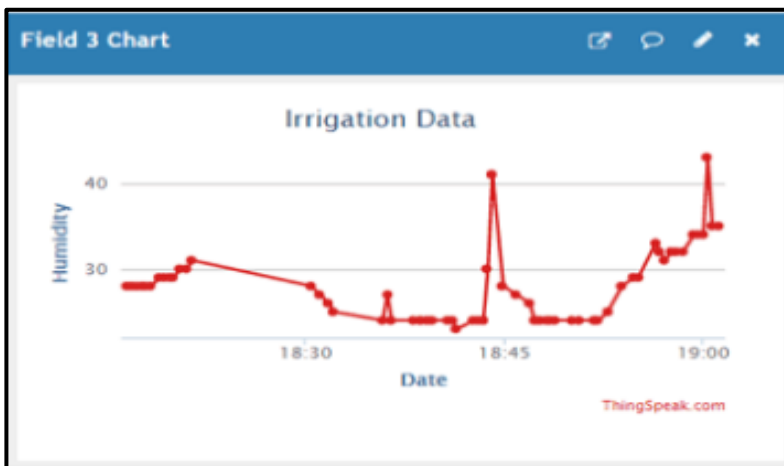 Field 3 Chart
Irrigation Data
40
30
Humidity
18:30 18:45 19:00
Date
ThingSpeak.com